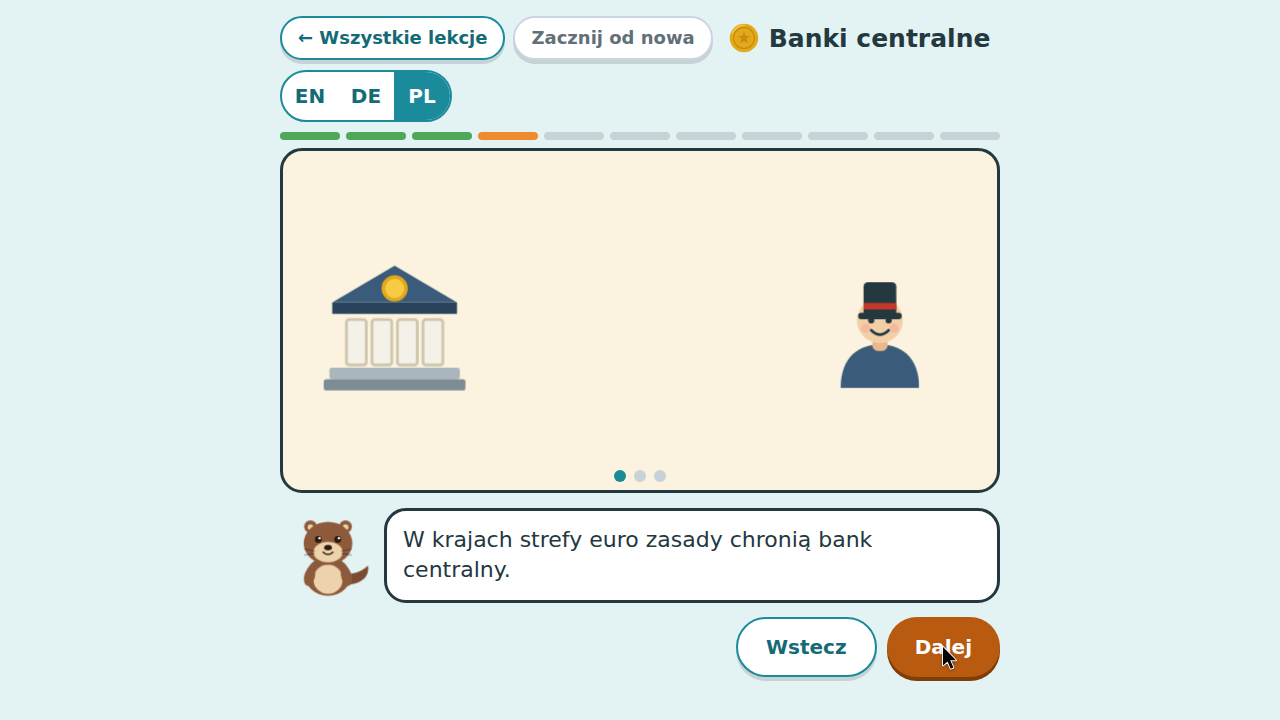 ← Wszystkie lekcje
Zacznij od nowa
Banki centralne
EN DE PL
W krajach strefy euro zasady chronią bank
centralny.
Wstecz
Dalej